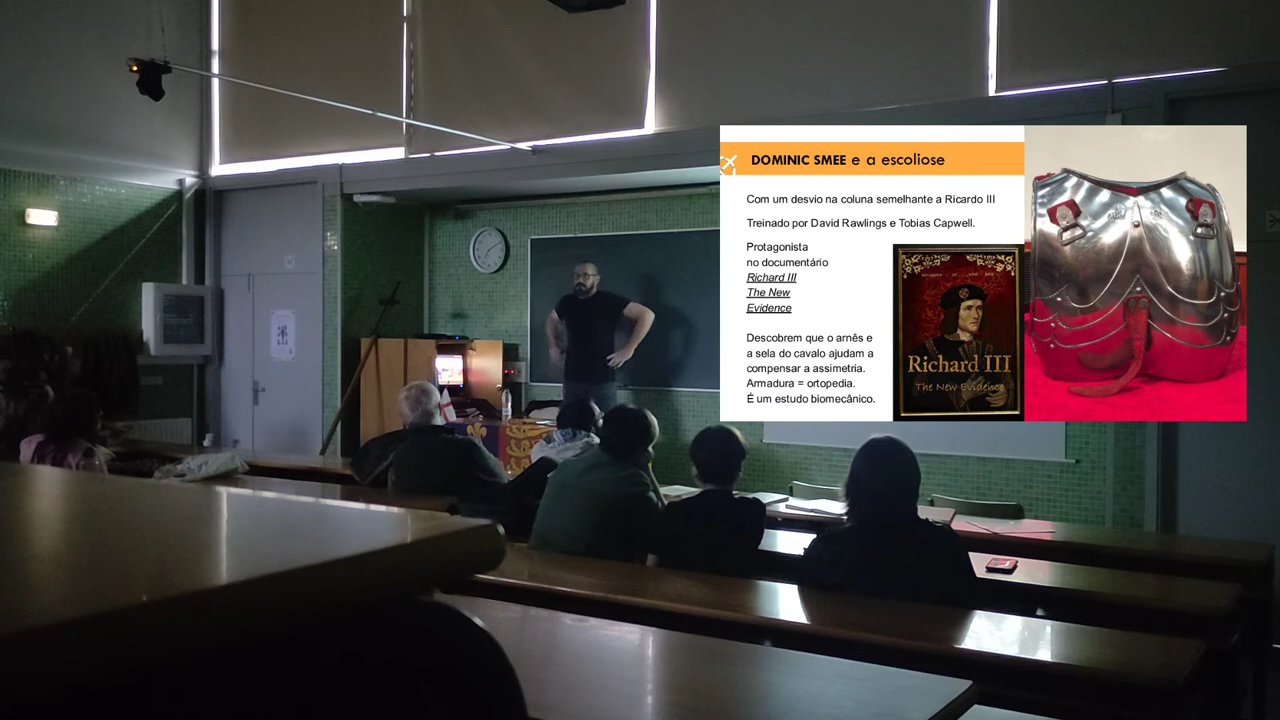 DOMINIC SMEE e a escoliose
Com um desvio na coluna semelhante a Ricardo III
Treinado por David Rawlings e Tobias Capwell.
Protagonista
no documentário
Richard III
The New
Evidence
Descobrem que o arnês e
a sela do cavalo ajudam a
compensar a assimetria.
Armadura = ortopedia.
É um estudo biomecânico.
Richard III
The New Evidence